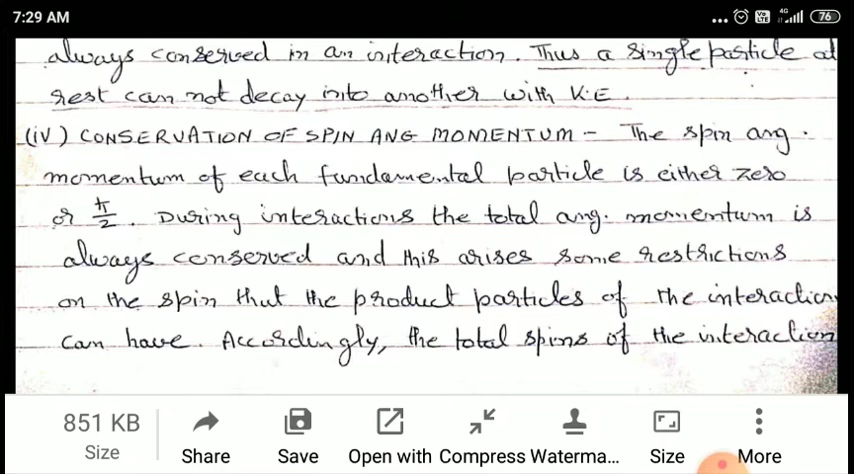 7:29 AM
... Vo LTE 4G 76
always conserved in an interaction. Thus a single particle at
rest can not decay into another with K.E.
(iv) CONSERVATION OF SPIN ANG MOMENTUM - The spin ang.
momentum of each fundamental particle is either zero
or ħ/2. During interactions the total ang. momentum is
always conserved and this arises some restrictions
on the spin that the product particles of the interaction
can have. Accordingly, the total spins of the interaction
851 KB
Size Share Save Open with Compress Waterma... Size More